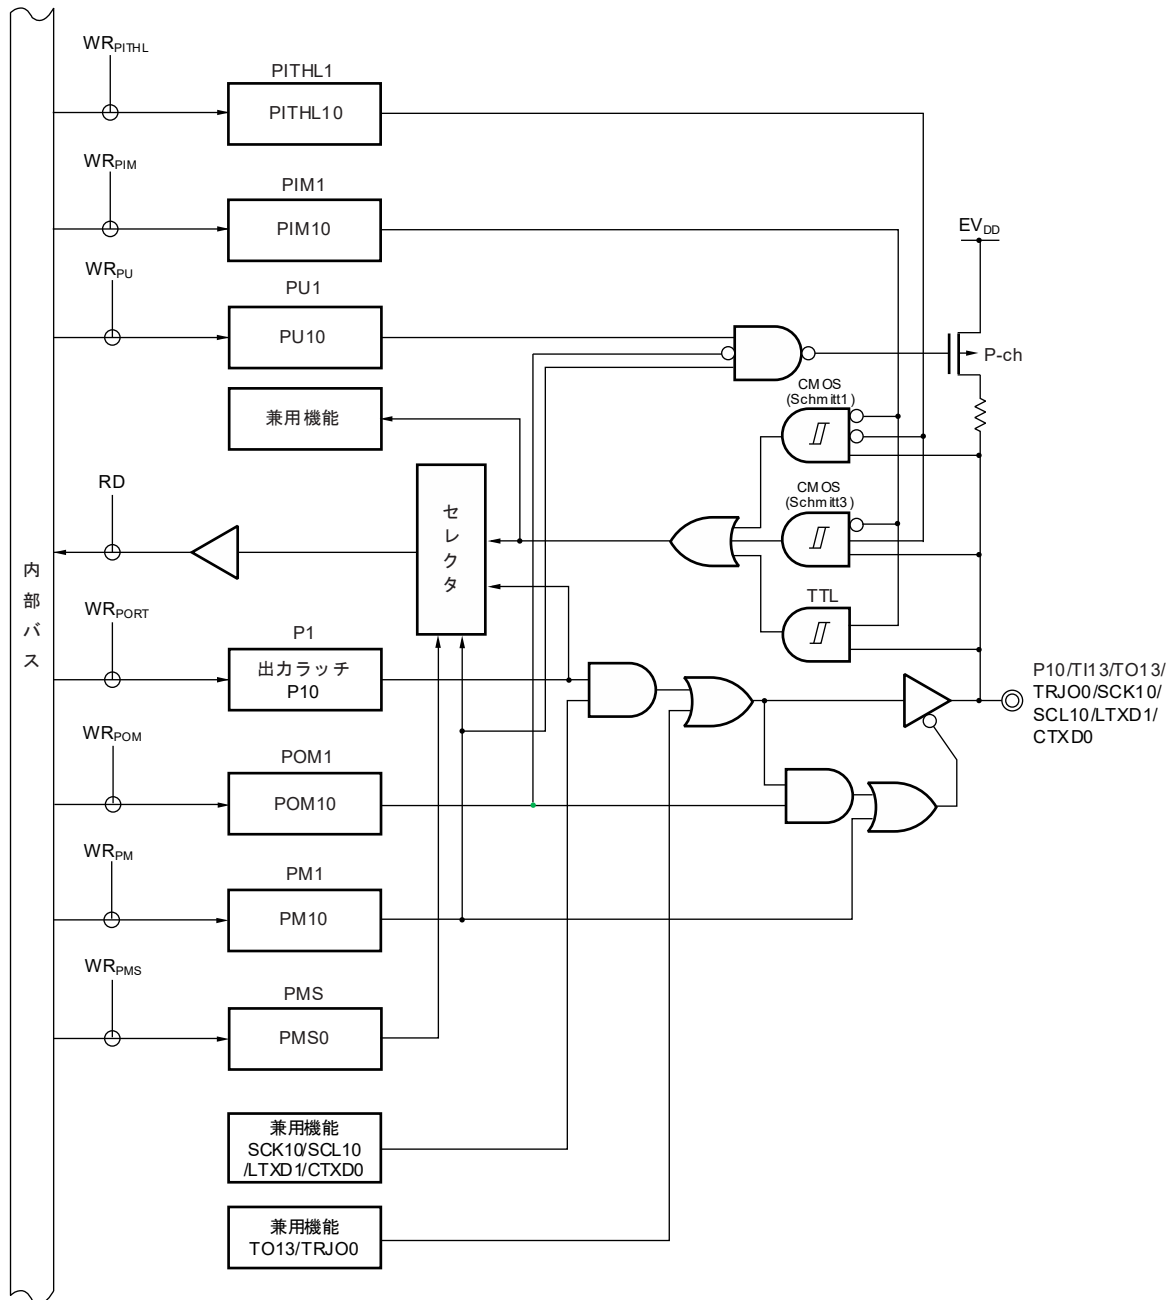 WRPITHL
PITHL1
PITHL10
WRPIM
PIM1
PIM10
EVDD
WRPU
PU1
PU10
P-ch
CMOS
(Schmitt1)
兼用機能
RD
セレクタ
CMOS
(Schmitt3)
内部バス
WRPORT
P1
出力ラッチ
P10
TTL
P10/TI13/TO13/
TRJO0/SCK10/
SCL10/LTXD1/
CTXD0
WRPOM
POM1
POM10
WRPM
PM1
PM10
WRPMS
PMS
PMS0
兼用機能
SCK10/SCL10
/LTXD1/CTXD0
兼用機能
TO13/TRJO0